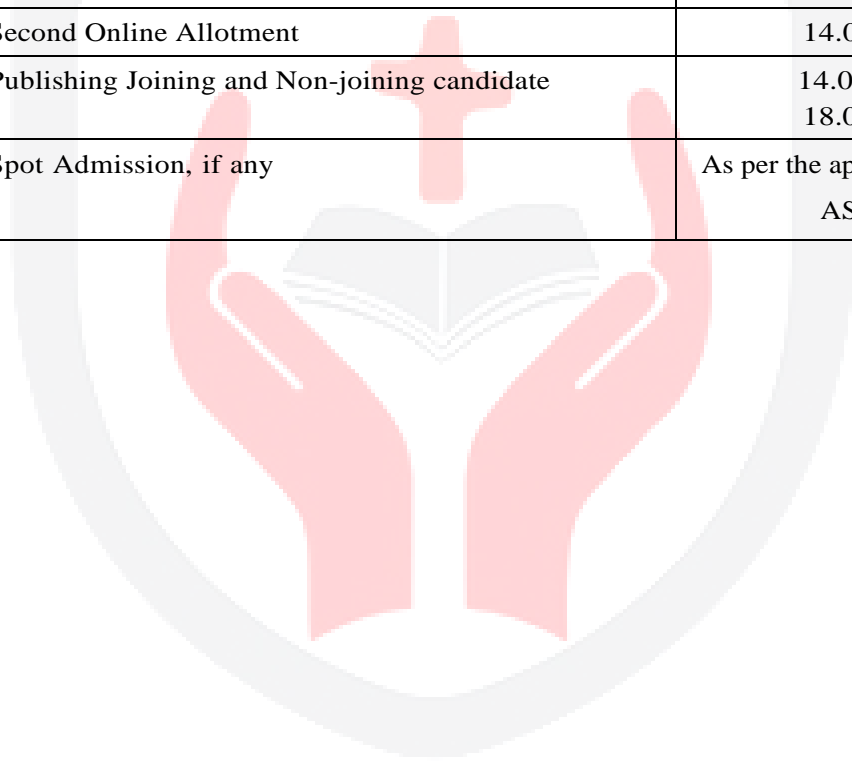 Second Online Allotment 14.0
Publishing Joining and Non-joining candidate 14.0
18.0
Spot Admission, if any As per the ap
AS